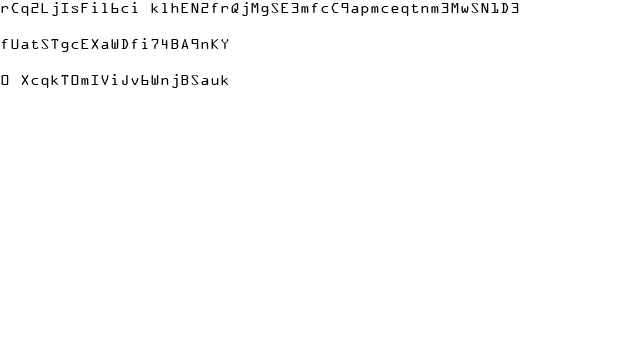 rCq2LjIsFil6ci klhEN2frQjMgSE3mfcC9apmceqtnm3MwSN1D3
fUatSTgcEXaWDfi74BA9nKY
O XcqkTOmIViJv6WnjBSauk